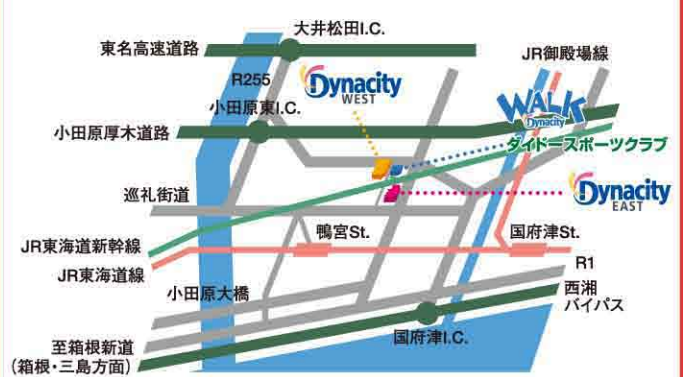 大井松田I.C.
東名高速道路
JR御殿場線
R255
Dynacity
WEST
小田原東I.C.
WALK
Dynacity
小田原厚木道路
ダイドースポーツクラブ
巡礼街道
Dynacity
EAST
鴨宮St.
国府津St.
JR東海道新幹線
JR東海道線
R1
小田原大橋
西湘
バイパス
国府津I.C.
至箱根新道
(箱根・三島方面)